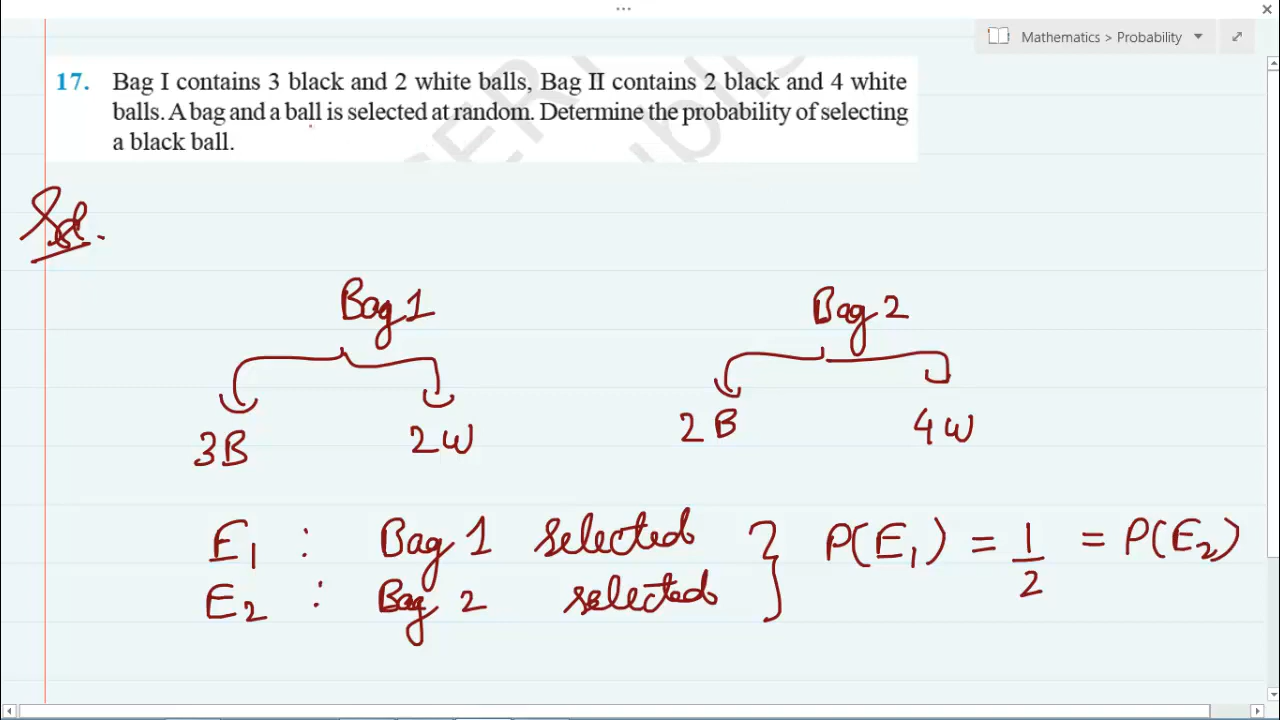 Mathematics > Probability
17. Bag I contains 3 black and 2 white balls, Bag II contains 2 black and 4 white
balls. A bag and a ball is selected at random. Determine the probability of selecting
a black ball.
Sol.
Bag 1 Bag 2
3B 2W 2B 4W
E₁ : Bag 1 selected } P(E₁) = 1/2 = P(E₂)
E₂ : Bag 2 selected